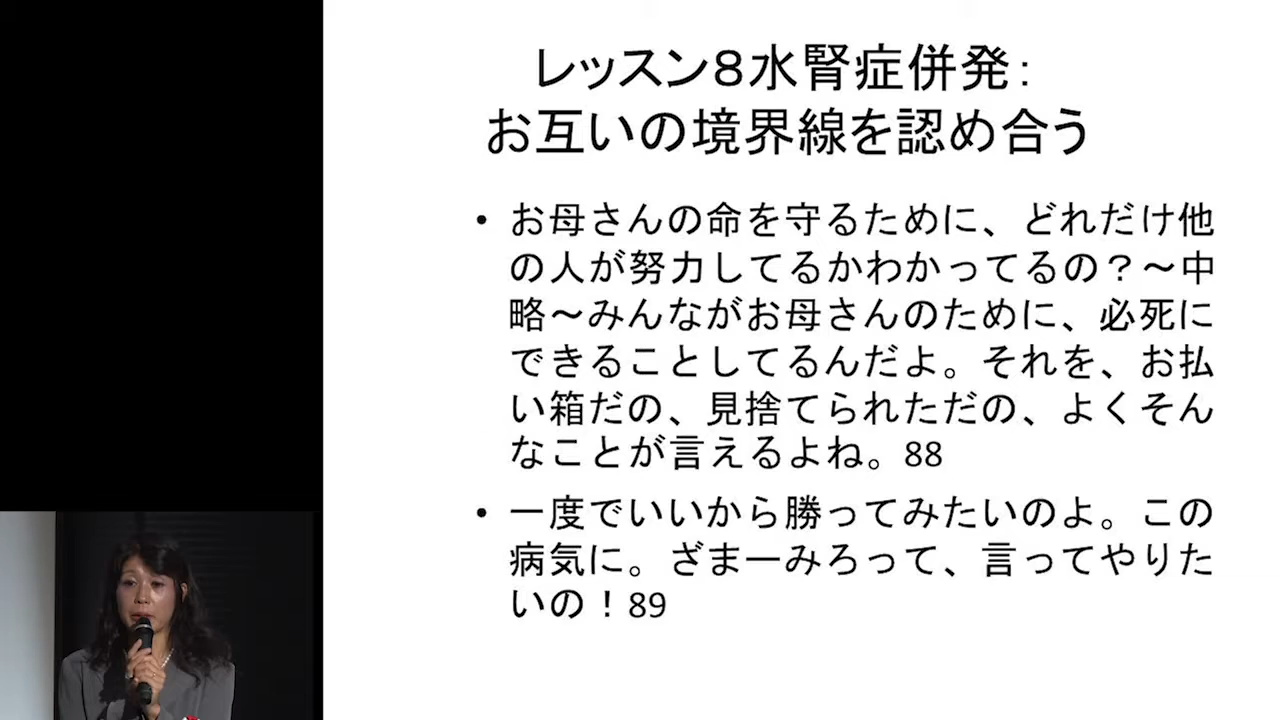 レッスン８水腎症併発：
お互いの境界線を認め合う
• お母さんの命を守るために、どれだけ他
の人が努力してるかわかってるの？～中
略～みんながお母さんのために、必死に
できることしてるんだよ。それを、お払
い箱だの、見捨てられただの、よくそん
なことが言えるよね。88
• 一度でいいから勝ってみたいのよ。この
病気に。ざまーみろって、言ってやりた
いの！89